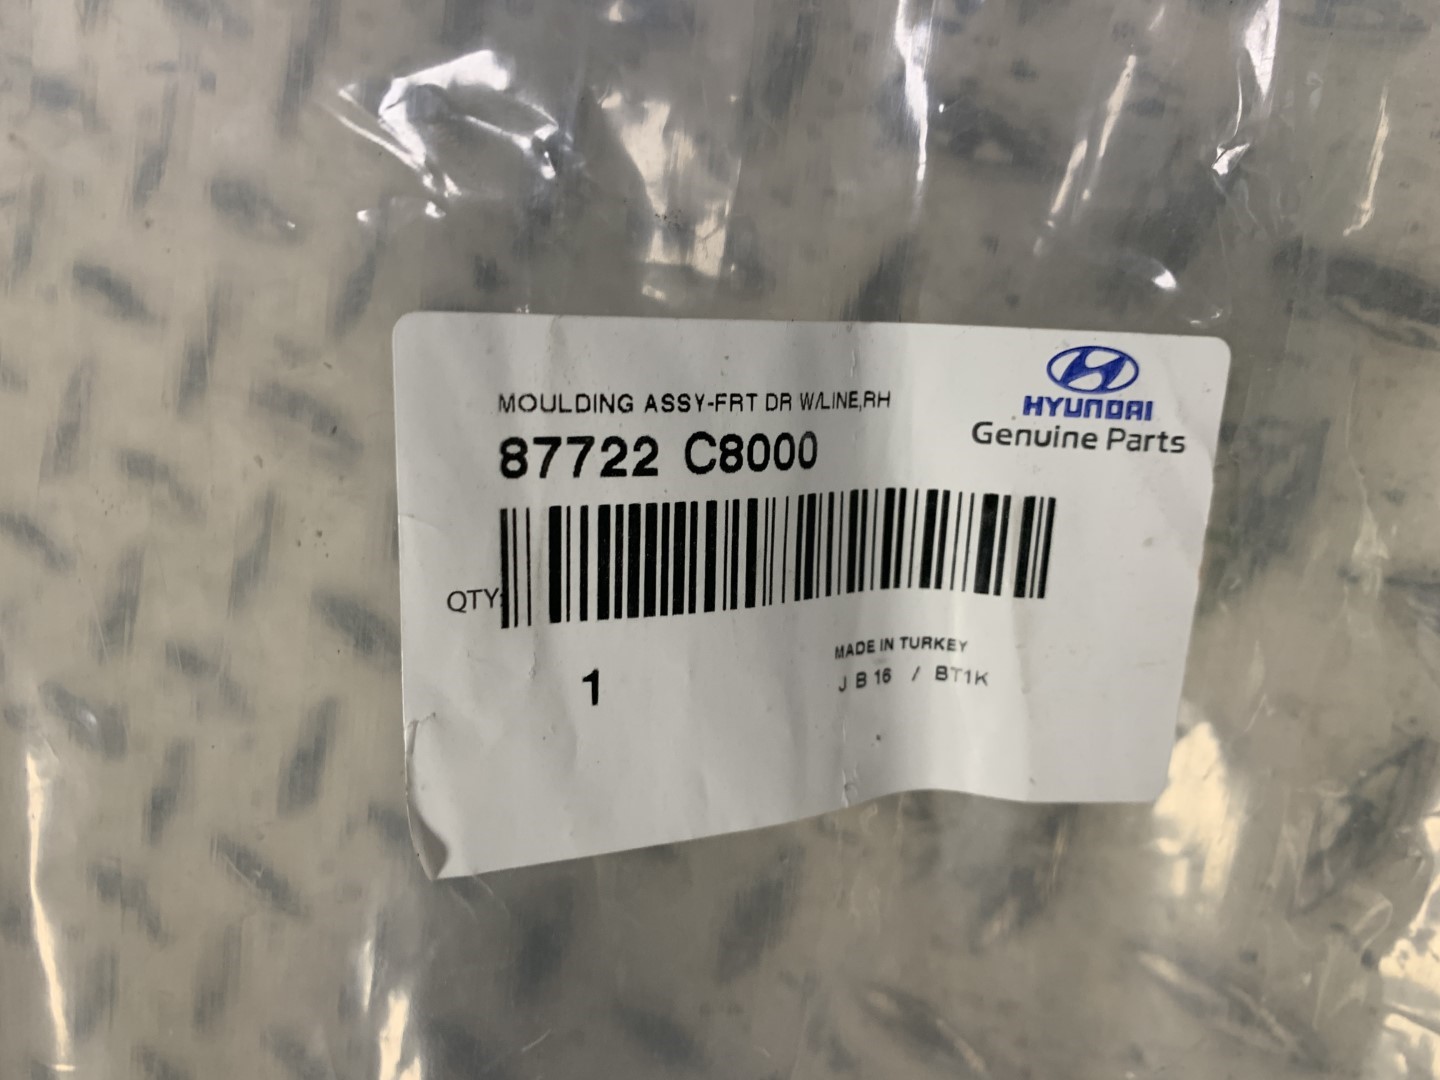 MOULDING ASSY-FRT DR W/LINE,RH
87722 C8000
HYUNDAI
Genuine Parts
QTY:
1
MADE IN TURKEY
J B 16 / BT1K